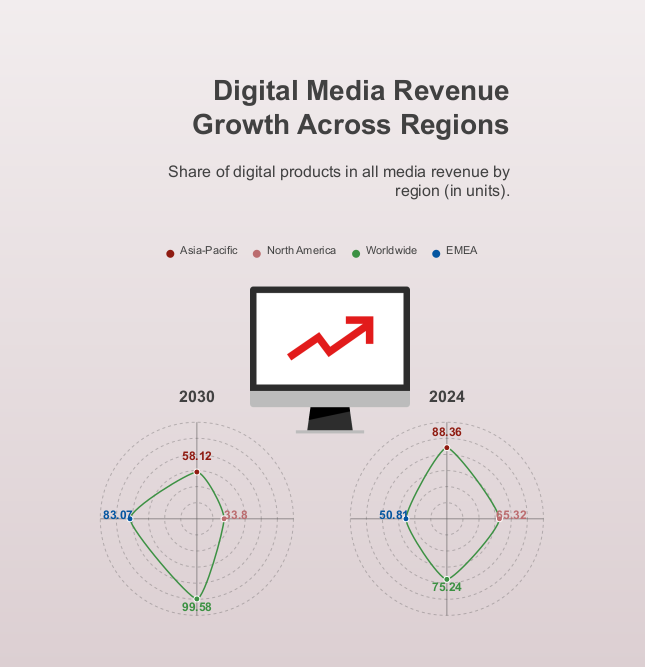 Digital Media Revenue
Growth Across Regions
Share of digital products in all media revenue by
region (in units).
Asia-Pacific North America Worldwide EMEA
2030 2024
88.36
58.12
83.07 33.8 50.81 65.32
75.24
99.58